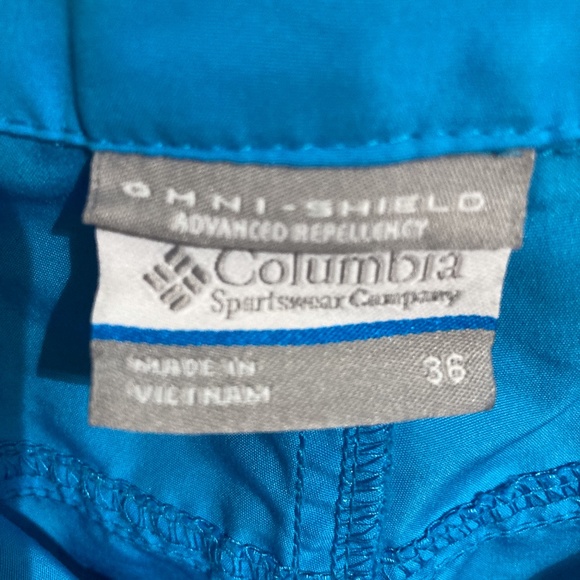 OMNI-SHIELD
ADVANCED REPELLENCY
Columbia
Sportswear Company
MADE IN
VIETNAM
36